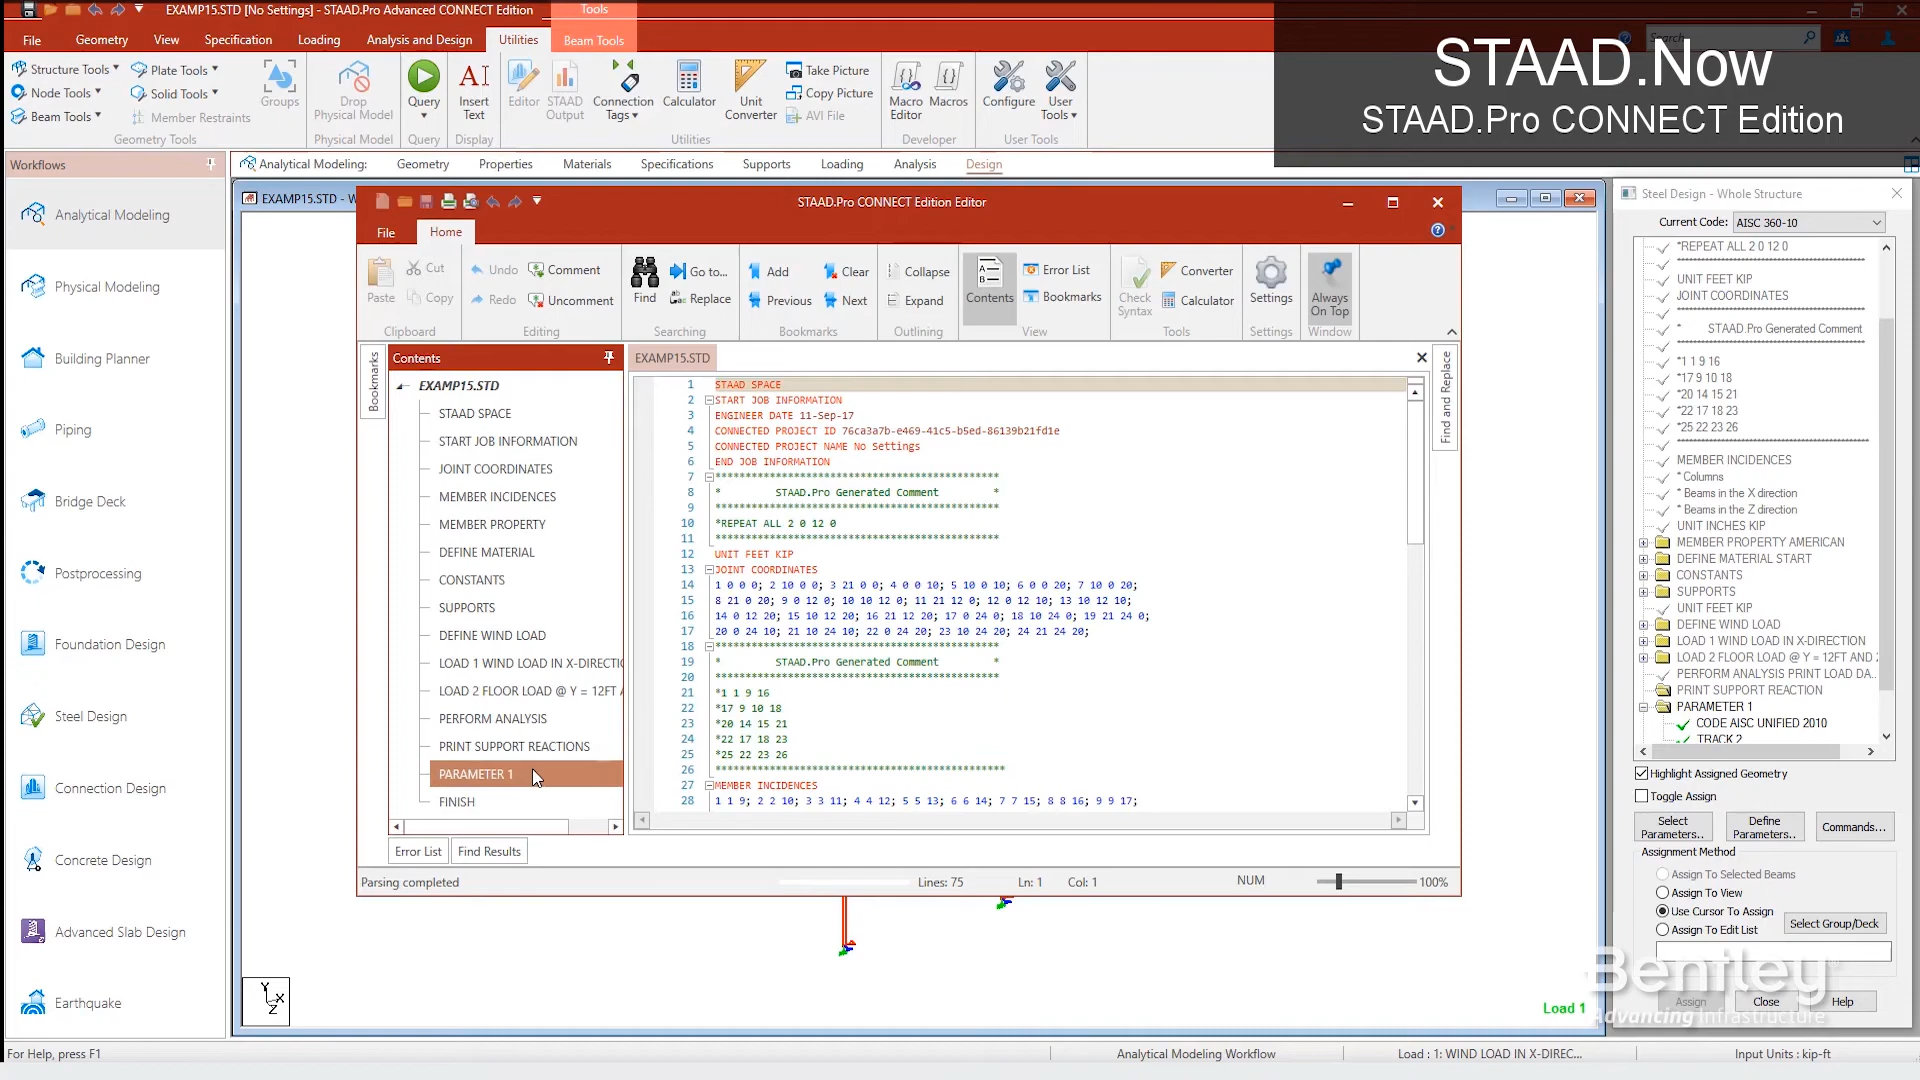 EXAMP15.STD [No Settings] - STAAD.Pro Advanced CONNECT Edition
Tools
File
Geometry
View
Specification
Loading
Analysis and Design
Utilities
Beam Tools
Search
STAAD.Now
STAAD.Pro CONNECT Edition
Structure Tools
Plate Tools
Node Tools
Solid Tools
Beam Tools
Member Restraints
Groups
Drop
Physical Model
Query
Insert
Text
Editor
STAAD
Output
Connection
Tags
Calculator
Unit
Converter
Take Picture
Copy Picture
AVI File
Macro
Editor
Macros
Configure
User
Tools
Geometry Tools
Physical Model
Query
Display
Utilities
Developer
User Tools
Workflows
Analytical Modeling:
Geometry
Properties
Materials
Specifications
Supports
Loading
Analysis
Design
Analytical Modeling
Physical Modeling
Building Planner
Piping
Bridge Deck
Postprocessing
Foundation Design
Steel Design
Connection Design
Concrete Design
Advanced Slab Design
Earthquake
EXAMP15.STD - W
STAAD.Pro CONNECT Edition Editor
File
Home
Paste
Cut
Copy
Undo
Redo
Comment
Uncomment
Find
Go to...
Replace
Add
Previous
Clear
Next
Collapse
Expand
Contents
Error List
Bookmarks
Check
Syntax
Converter
Calculator
Settings
Always
On Top
Clipboard
Editing
Searching
Bookmarks
Outlining
View
Tools
Settings
Window
Bookmarks
Contents
EXAMP15.STD
STAAD SPACE
START JOB INFORMATION
JOINT COORDINATES
MEMBER INCIDENCES
MEMBER PROPERTY
DEFINE MATERIAL
CONSTANTS
SUPPORTS
DEFINE WIND LOAD
LOAD 1 WIND LOAD IN X-DIRECTIO
LOAD 2 FLOOR LOAD @ Y = 12FT A
PERFORM ANALYSIS
PRINT SUPPORT REACTIONS
PARAMETER 1
FINISH
EXAMP15.STD
Find and Replace
1 STAAD SPACE
2 START JOB INFORMATION
3 ENGINEER DATE 11-Sep-17
4 CONNECTED PROJECT ID 76ca3a7b-e469-41c5-b5ed-86139b21fd1e
5 CONNECTED PROJECT NAME No Settings
6 END JOB INFORMATION
7 ***********************************************
8 * STAAD.Pro Generated Comment *
9 ***********************************************
10 *REPEAT ALL 2 0 12 0
11 ***********************************************
12 UNIT FEET KIP
13 JOINT COORDINATES
14 1 0 0 0; 2 10 0 0; 3 21 0 0; 4 0 0 10; 5 10 0 10; 6 0 0 20; 7 10 0 20;
15 8 21 0 20; 9 0 12 0; 10 10 12 0; 11 21 12 0; 12 0 12 10; 13 10 12 10;
16 14 0 12 20; 15 10 12 20; 16 21 12 20; 17 0 24 0; 18 10 24 0; 19 21 24 0;
17 20 0 24 10; 21 10 24 10; 22 0 24 20; 23 10 24 20; 24 21 24 20;
18 ***********************************************
19 * STAAD.Pro Generated Comment *
20 ***********************************************
21 *1 1 9 16
22 *17 9 10 18
23 *20 14 15 21
24 *22 17 18 23
25 *25 22 23 26
26 ************************************************
27 MEMBER INCIDENCES
28 1 1 9; 2 2 10; 3 3 11; 4 4 12; 5 5 13; 6 6 14; 7 7 15; 8 8 16; 9 9 17;
Error List
Find Results
Parsing completed
Lines: 75
Ln: 1
Col: 1
NUM
100%
Y
X
Z
Load 1
Steel Design - Whole Structure
Current Code: AISC 360-10
*REPEAT ALL 2 0 12 0
***********************************************
UNIT FEET KIP
JOINT COORDINATES
***********************************************
* STAAD.Pro Generated Comment
***********************************************
*1 1 9 16
*17 9 10 18
*20 14 15 21
*22 17 18 23
*25 22 23 26
************************************************
MEMBER INCIDENCES
* Columns
* Beams in the X direction
* Beams in the Z direction
UNIT INCHES KIP
MEMBER PROPERTY AMERICAN
DEFINE MATERIAL START
CONSTANTS
SUPPORTS
UNIT FEET KIP
DEFINE WIND LOAD
LOAD 1 WIND LOAD IN X-DIRECTION
LOAD 2 FLOOR LOAD @ Y = 12FT AND 2
PERFORM ANALYSIS PRINT LOAD DA...
PRINT SUPPORT REACTION
PARAMETER 1
CODE AISC UNIFIED 2010
TRACK 2
Highlight Assigned Geometry
Toggle Assign
Select
Parameters..
Define
Parameters..
Commands...
Assignment Method
Assign To Selected Beams
Assign To View
Use Cursor To Assign
Assign To Edit List
Select Group/Deck
Bentley
Assign
Close
Help
Advancing Infrastructure
For Help, press F1
Analytical Modeling Workflow
Load : 1: WIND LOAD IN X-DIREC...
Input Units : kip-ft